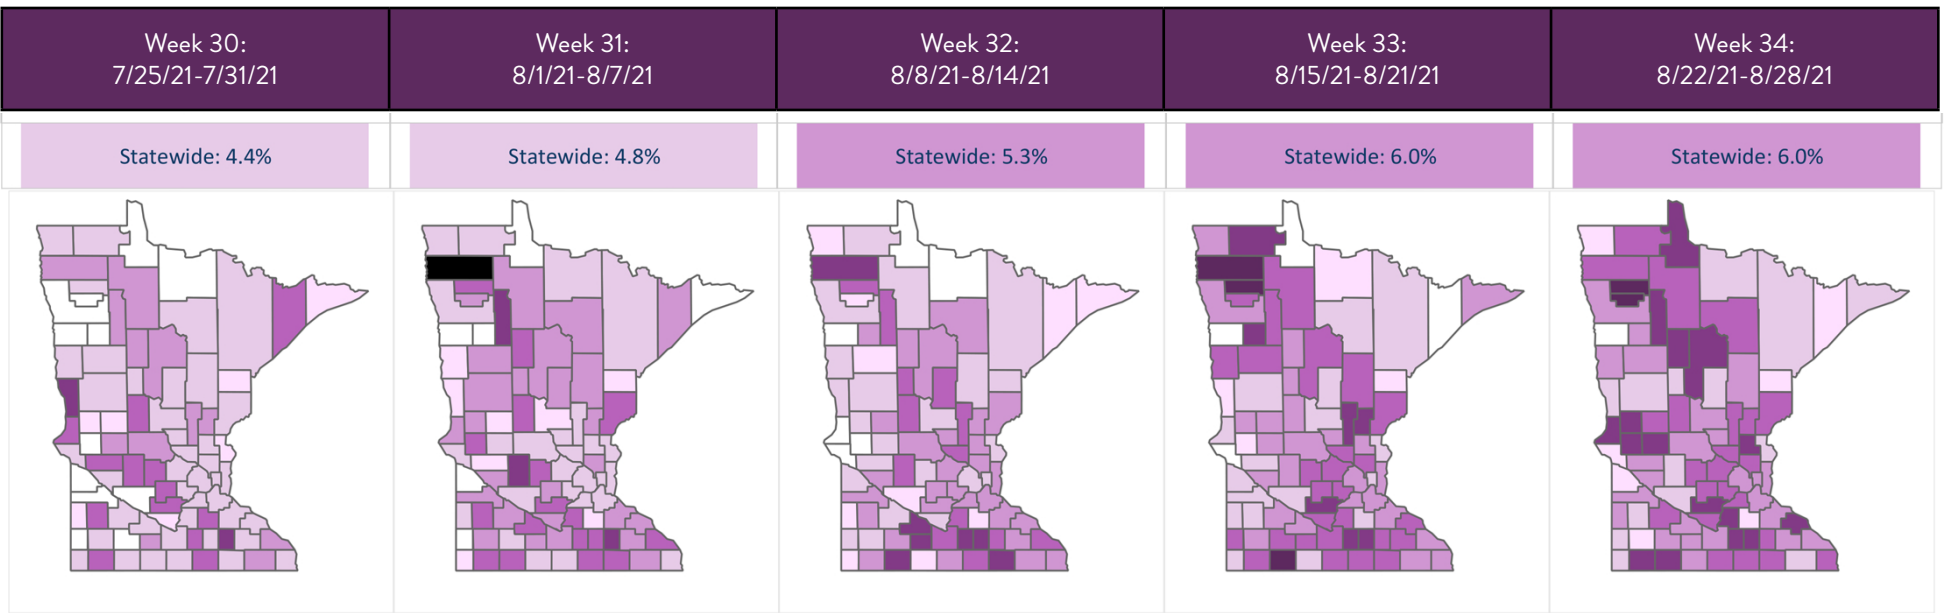 Week 30:
7/25/21-7/31/21
Week 31:
8/1/21-8/7/21
Week 32:
8/8/21-8/14/21
Week 33:
8/15/21-8/21/21
Week 34:
8/22/21-8/28/21
Statewide: 4.4%
Statewide: 4.8%
Statewide: 5.3%
Statewide: 6.0%
Statewide: 6.0%